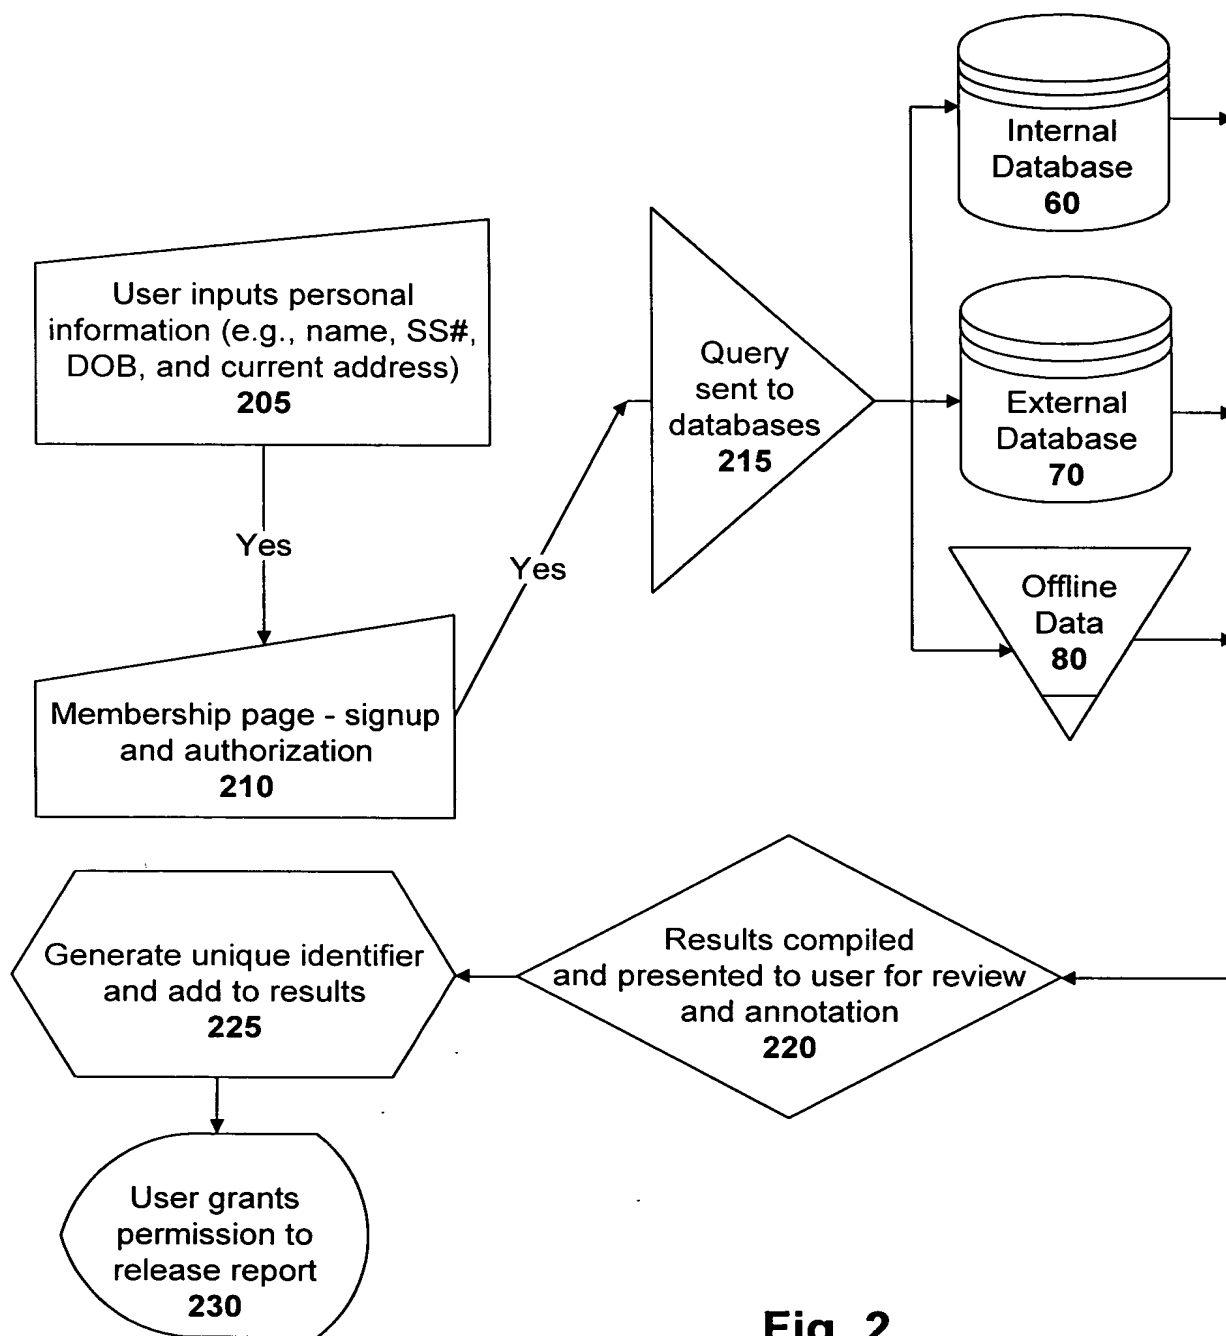 User inputs personal
information (e.g., name, SS#,
DOB, and current address)
205
Yes
Membership page - signup
and authorization
210
Yes
Query
sent to
databases
215
Internal
Database
60
External
Database
70
Offline
Data
80
Results compiled
and presented to user for review
and annotation
220
Generate unique identifier
and add to results
225
User grants
permission to
release report
230
Fig. 2